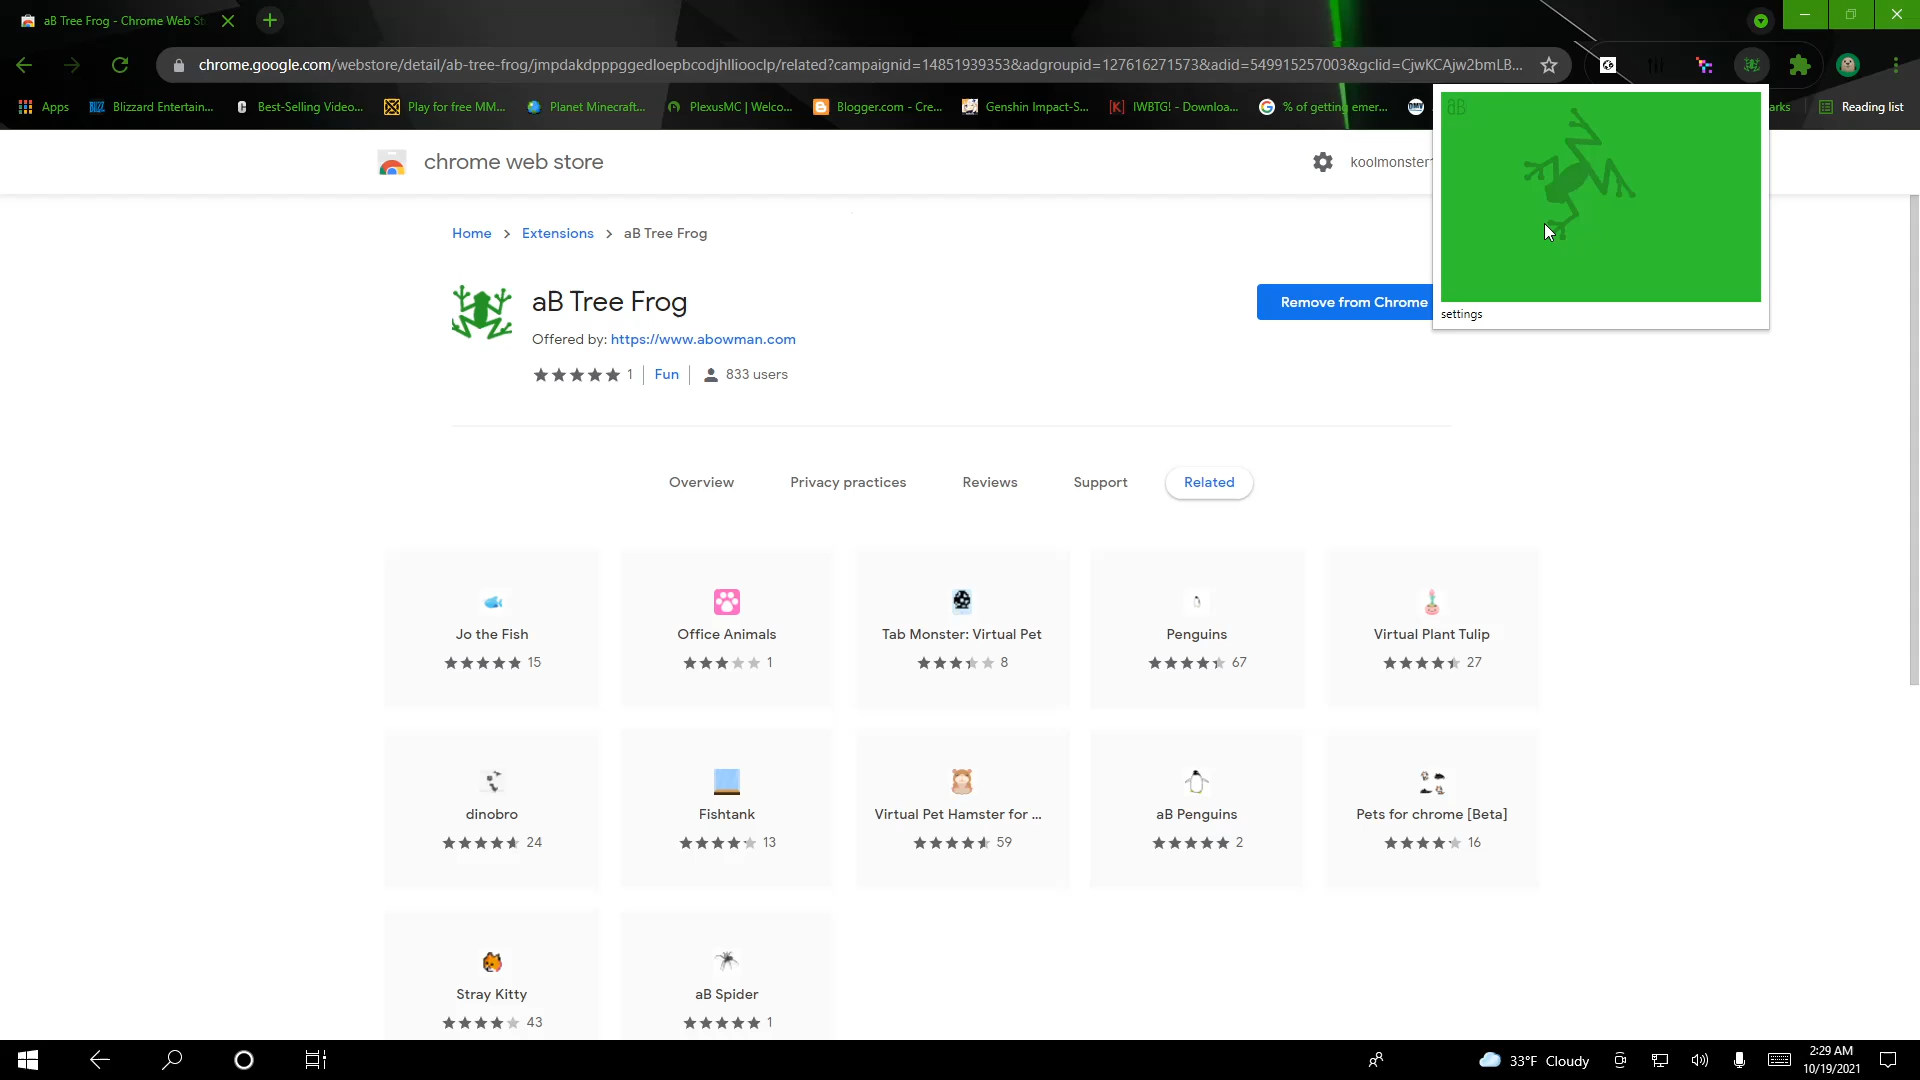 aB Tree Frog - Chrome Web St
chrome.google.com/webstore/detail/ab-tree-frog/jmpdakdpppggedloepbcodjhlliooclp/related?campaignid=14851939353&adgroupid=127616271573&adid=549915257003&gclid=CjwKCAjw2bmLB...
Apps
Blizzard Entertain...
Best-Selling Video...
Play for free MM...
Planet Minecraft...
PlexusMC | Welco...
Blogger.com - Cre...
Genshin Impact-S...
IWBTG! - Downloa...
% of getting emer...
DMV
arks
Reading list
chrome web store
koolmonster
aB
settings
Home > Extensions > aB Tree Frog
aB Tree Frog
Remove from Chrome
Offered by: https://www.abowman.com
1 Fun 833 users
Overview
Privacy practices
Reviews
Support
Related
Jo the Fish
15
Office Animals
1
Tab Monster: Virtual Pet
8
Penguins
67
Virtual Plant Tulip
27
dinobro
24
Fishtank
13
Virtual Pet Hamster for ...
59
aB Penguins
2
Pets for chrome [Beta]
16
Stray Kitty
43
aB Spider
1
33°F Cloudy
2:29 AM
10/19/2021